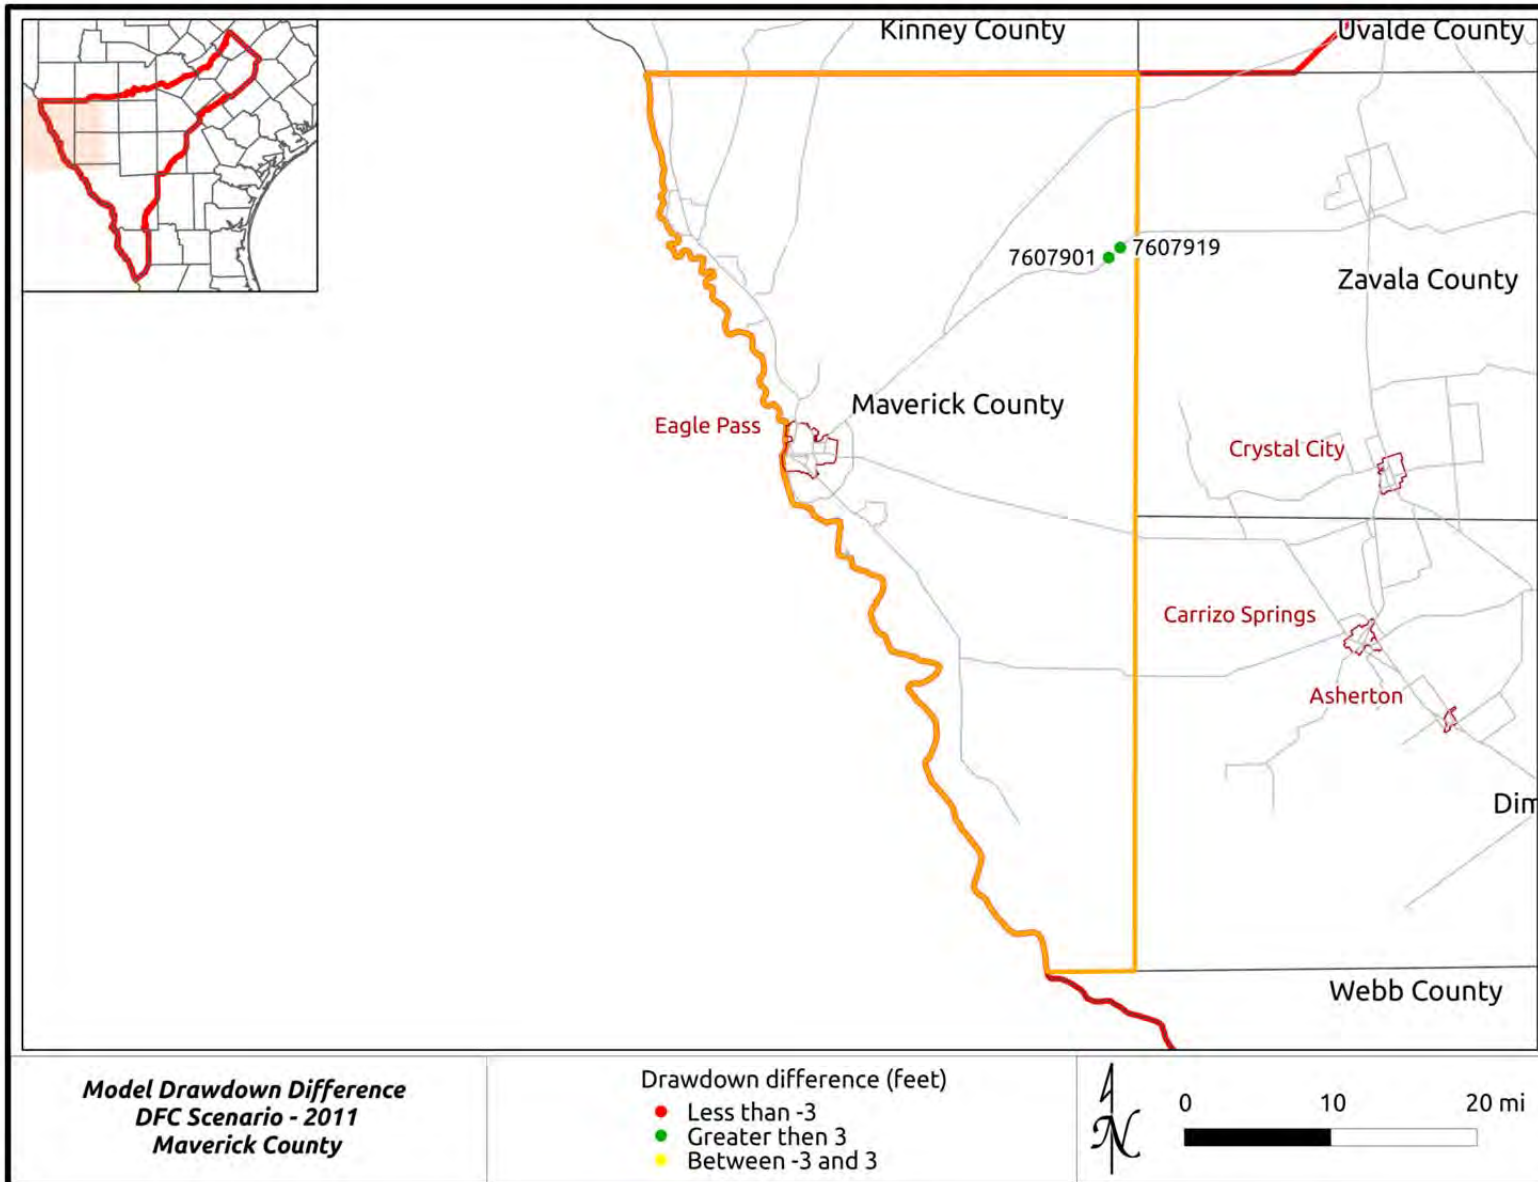 Kinney County
Uvalde County
7607901
7607919
Zavala County
Maverick County
Eagle Pass
Crystal City
Carrizo Springs
Asherton
Dim
Webb County
Model Drawdown Difference
DFC Scenario - 2011
Maverick County
Drawdown difference (feet)
Less than -3
Greater then 3
Between -3 and 3
N
0 10 20 mi